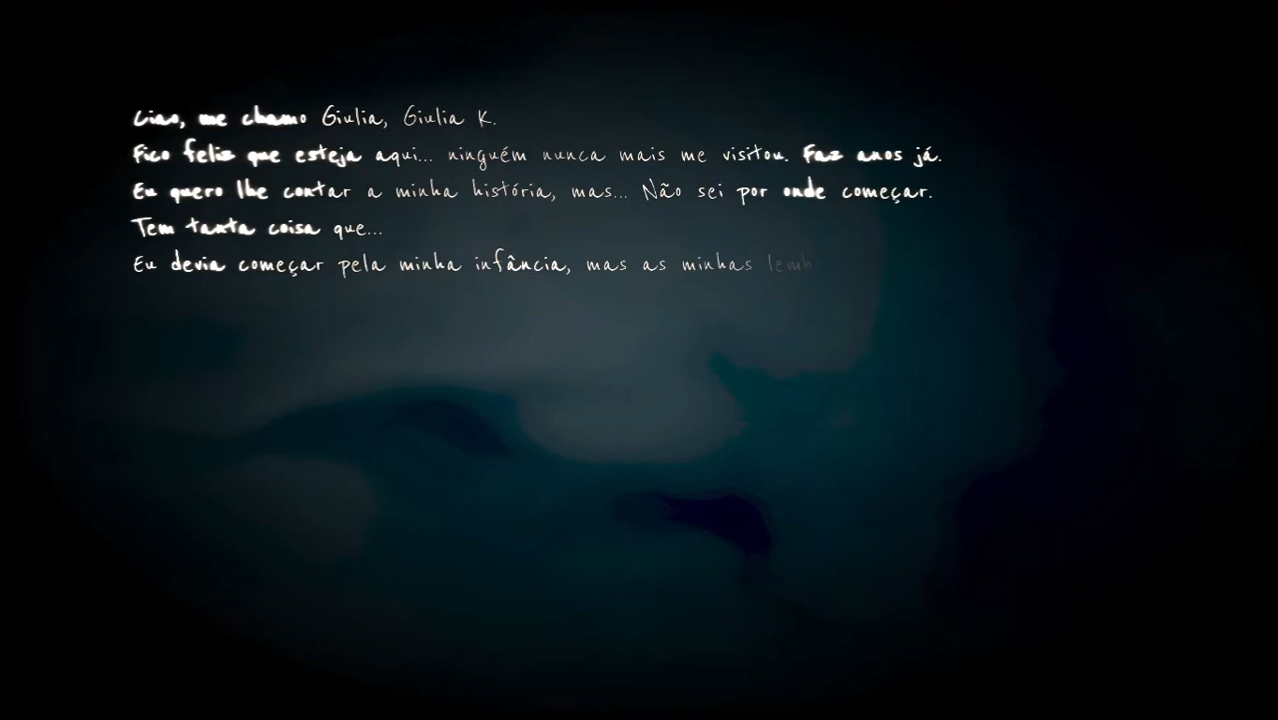 Ciao, me chamo Giulia, Giulia K.
Fico feliz que esteja aqui... ninguém nunca mais me visitou. Faz anos já.
Eu quero lhe contar a minha história, mas... Não sei por onde começar.
Tem tanta coisa que...
Eu devia começar pela minha infância, mas as minhas lemb